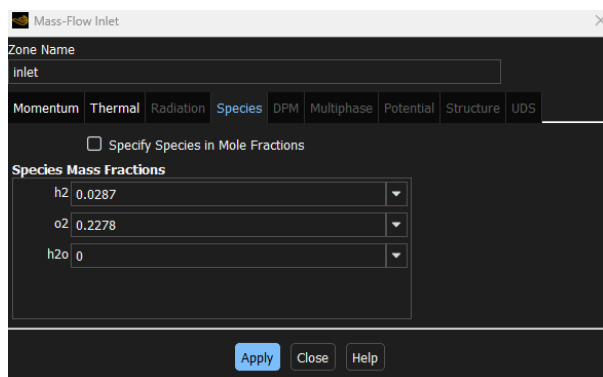 Mass-Flow Inlet
Zone Name
inlet
Momentum Thermal Radiation Species DPM Multiphase Potential Structure UDS
Specify Species in Mole Fractions
Species Mass Fractions
h2 0.0287
o2 0.2278
h2o 0
Apply Close Help